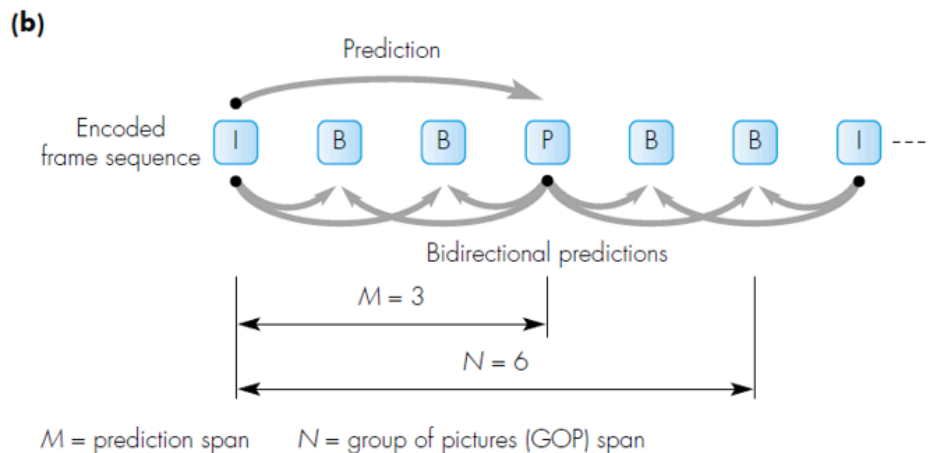 (b)
Prediction
Encoded
frame sequence
I B B P B B I ---
Bidirectional predictions
M = 3
N = 6
M = prediction span N = group of pictures (GOP) span